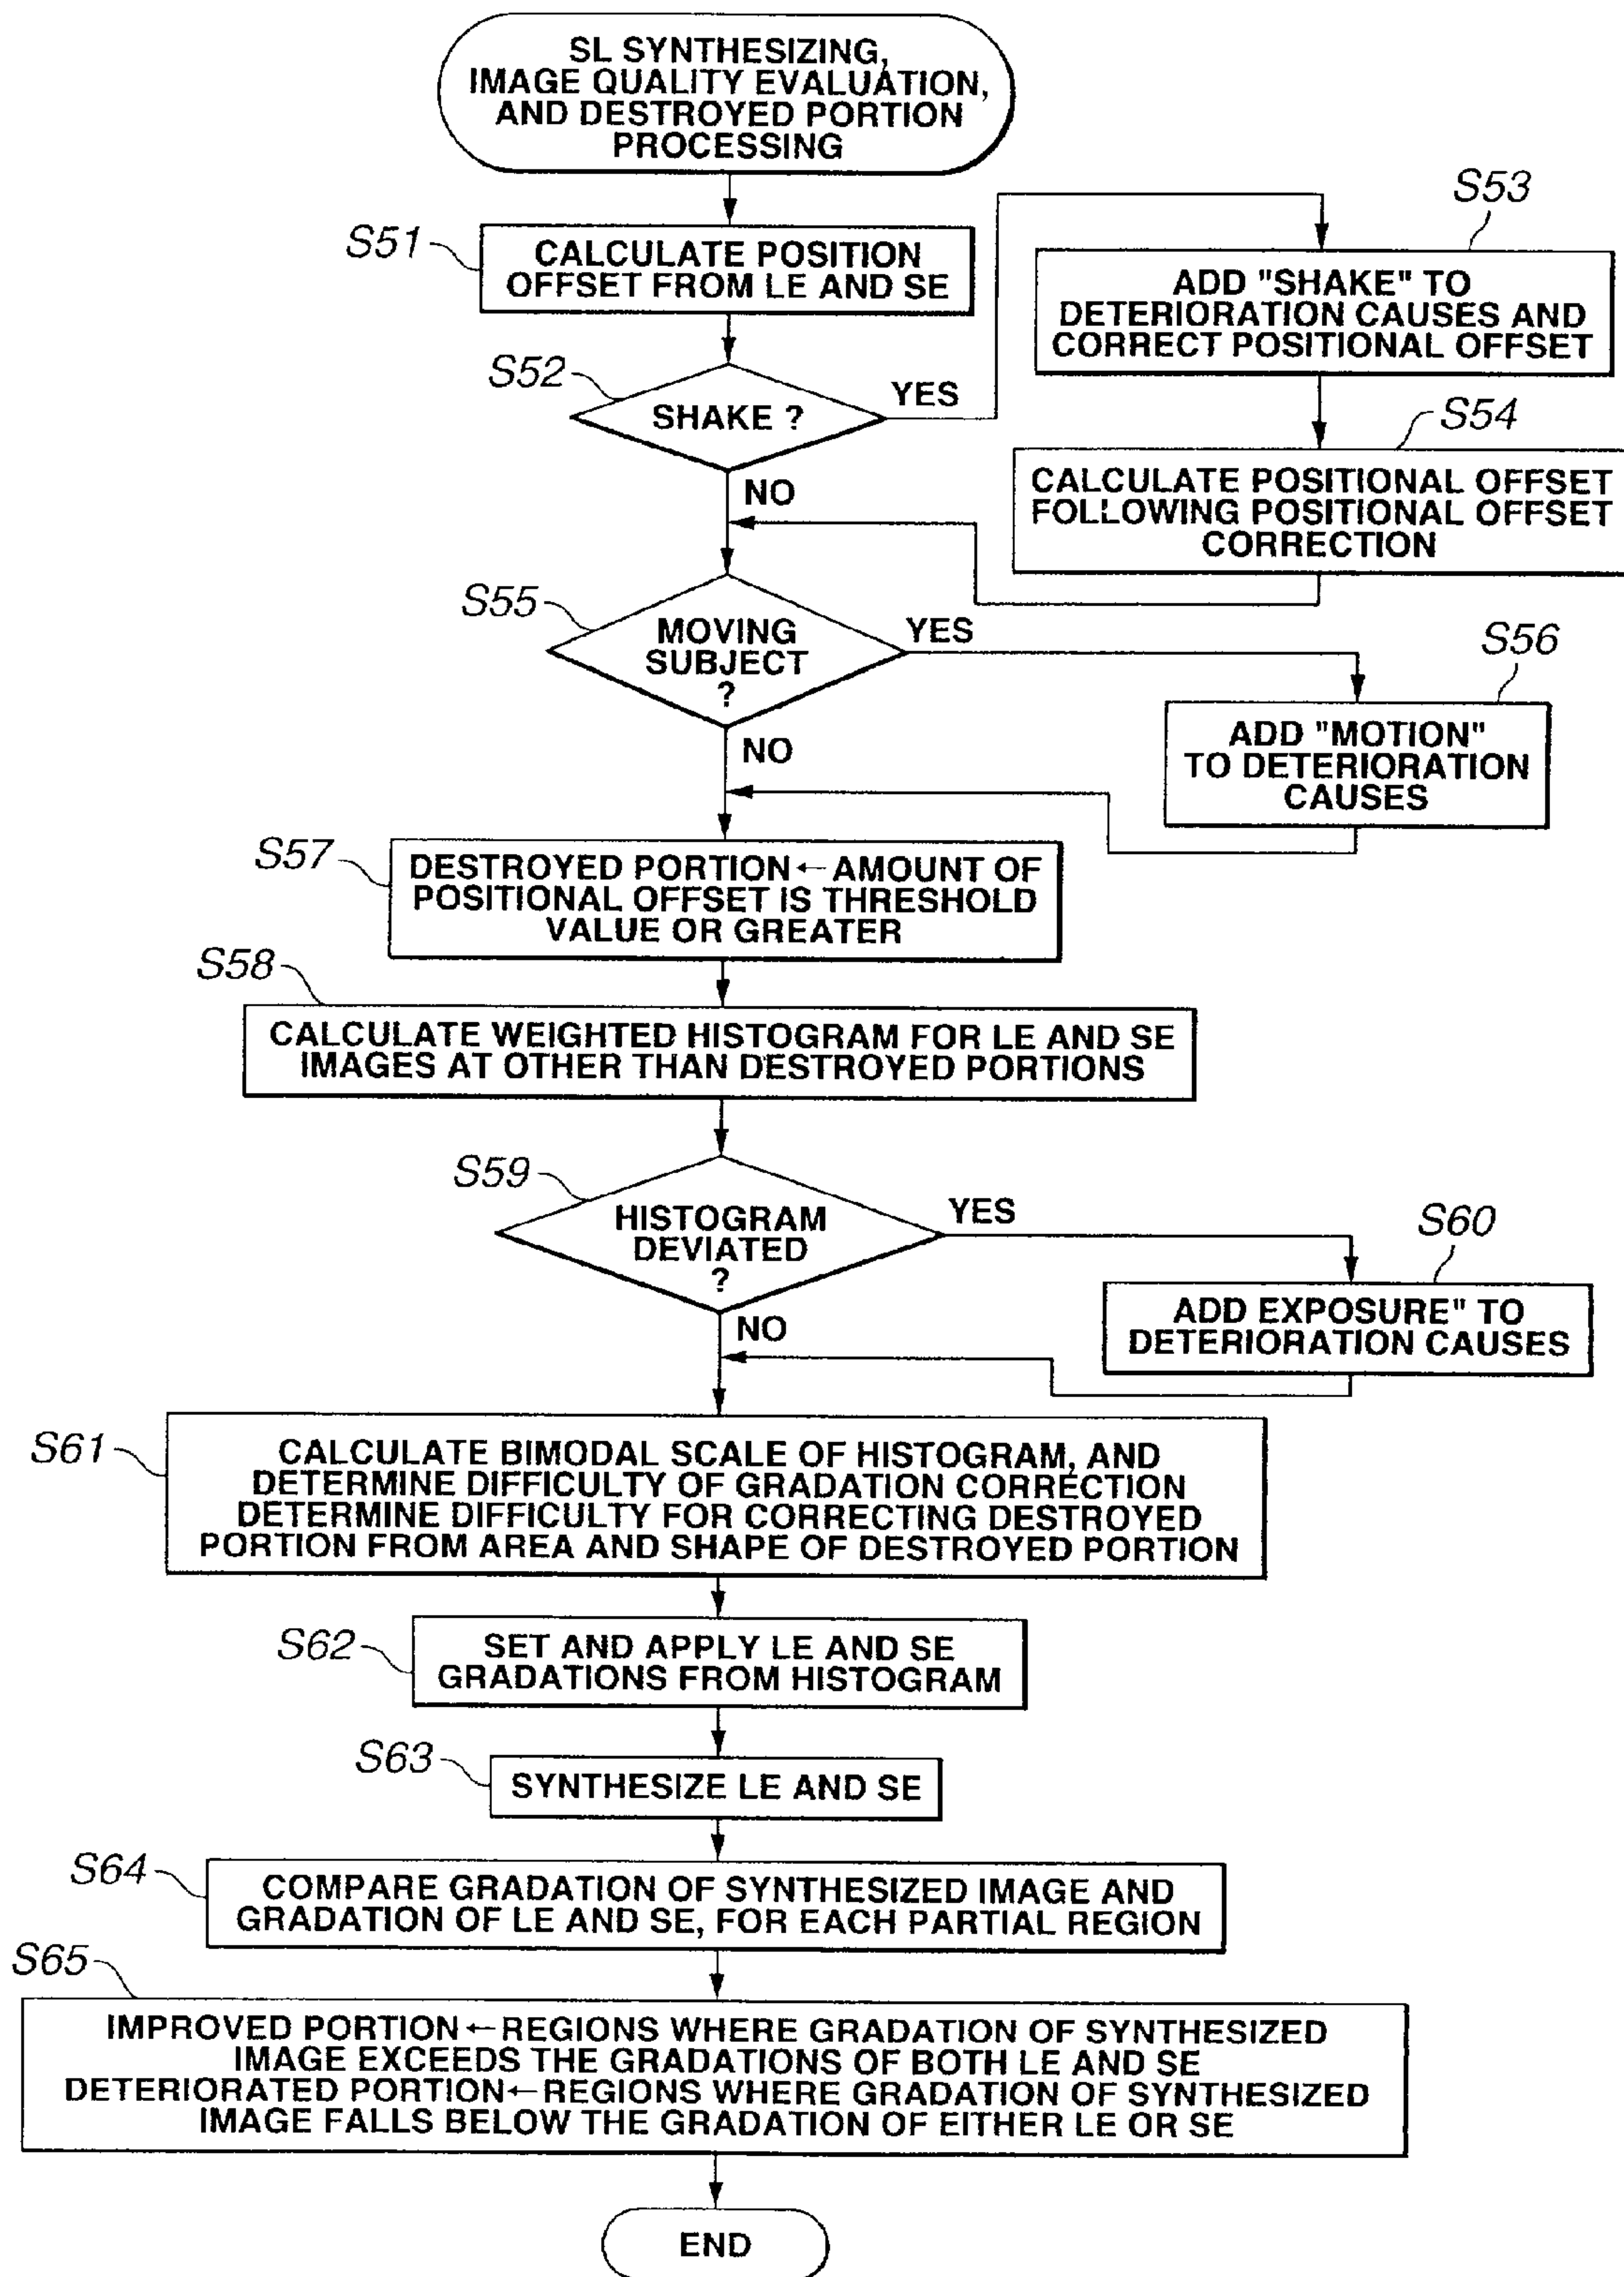 SL SYNTHESIZING,
IMAGE QUALITY EVALUATION,
AND DESTROYED PORTION
PROCESSING
S51
CALCULATE POSITION
OFFSET FROM LE AND SE
S52
SHAKE ?
YES
NO
S53
ADD "SHAKE" TO
DETERIORATION CAUSES AND
CORRECT POSITIONAL OFFSET
S54
CALCULATE POSITIONAL OFFSET
FOLLOWING POSITIONAL OFFSET
CORRECTION
S55
MOVING
SUBJECT
?
YES
NO
S56
ADD "MOTION"
TO DETERIORATION
CAUSES
S57
DESTROYED PORTION←AMOUNT OF
POSITIONAL OFFSET IS THRESHOLD
VALUE OR GREATER
S58
CALCULATE WEIGHTED HISTOGRAM FOR LE AND SE
IMAGES AT OTHER THAN DESTROYED PORTIONS
S59
HISTOGRAM
DEVIATED
?
YES
NO
S60
ADD EXPOSURE" TO
DETERIORATION CAUSES
S61
CALCULATE BIMODAL SCALE OF HISTOGRAM, AND
DETERMINE DIFFICULTY OF GRADATION CORRECTION
DETERMINE DIFFICULTY FOR CORRECTING DESTROYED
PORTION FROM AREA AND SHAPE OF DESTROYED PORTION
S62
SET AND APPLY LE AND SE
GRADATIONS FROM HISTOGRAM
S63
SYNTHESIZE LE AND SE
S64
COMPARE GRADATION OF SYNTHESIZED IMAGE AND
GRADATION OF LE AND SE, FOR EACH PARTIAL REGION
S65
IMPROVED PORTION←REGIONS WHERE GRADATION OF SYNTHESIZED
IMAGE EXCEEDS THE GRADATIONS OF BOTH LE AND SE
DETERIORATED PORTION←REGIONS WHERE GRADATION OF SYNTHESIZED
IMAGE FALLS BELOW THE GRADATION OF EITHER LE OR SE
END